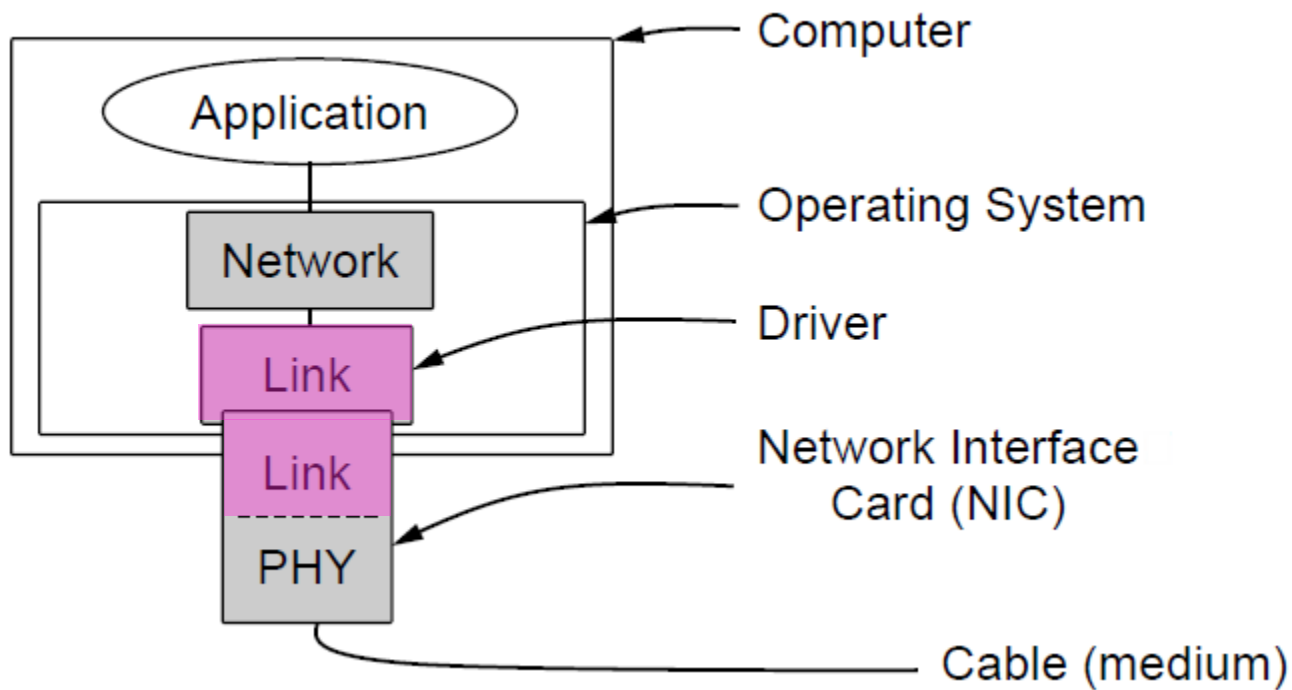 Computer
Application
Operating System
Network
Driver
Link
Network Interface
Card (NIC)
Link
PHY
Cable (medium)